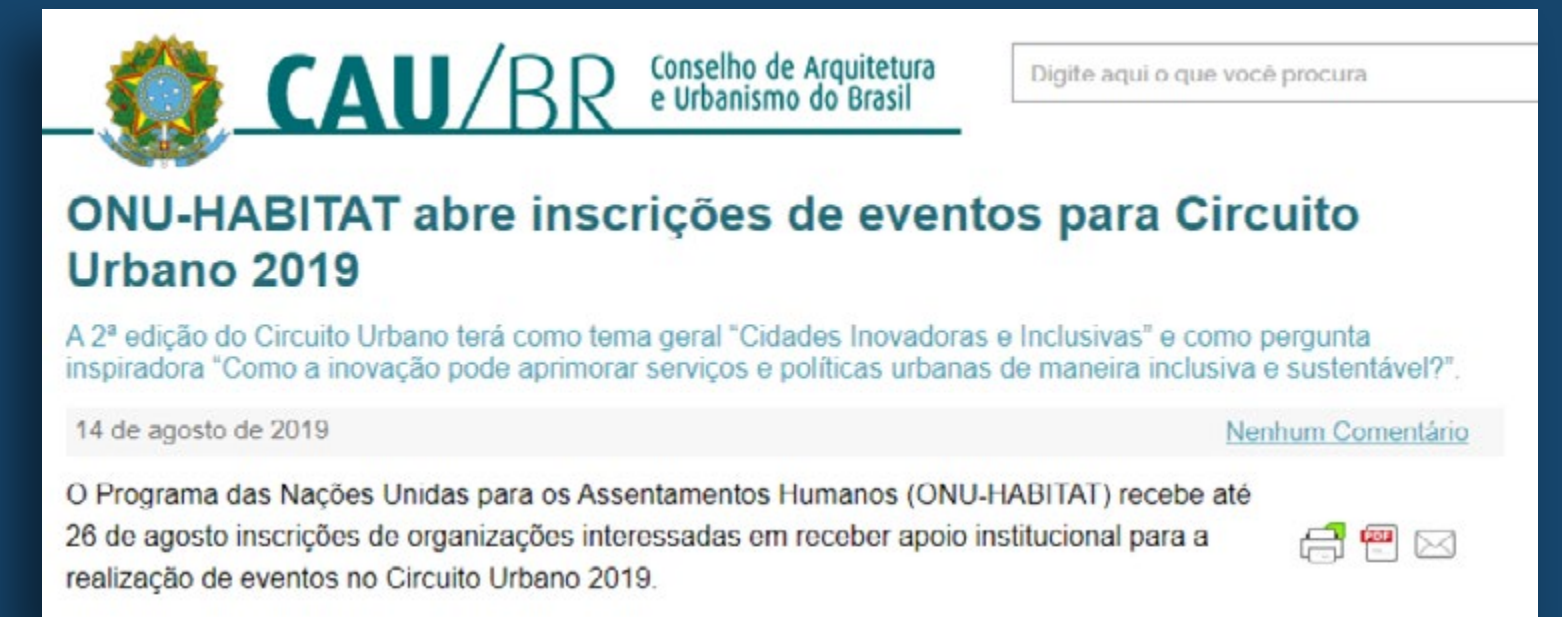 CAU/BR Conselho de Arquitetura
e Urbanismo do Brasil
Digite aqui o que você procura
ONU-HABITAT abre inscrições de eventos para Circuito
Urbano 2019
A 2ª edição do Circuito Urbano terá como tema geral “Cidades Inovadoras e Inclusivas” e como pergunta
inspiradora “Como a inovação pode aprimorar serviços e políticas urbanas de maneira inclusiva e sustentável?”.
14 de agosto de 2019 Nenhum Comentário
O Programa das Nações Unidas para os Assentamentos Humanos (ONU-HABITAT) recebe até
26 de agosto inscrições de organizações interessadas em receber apoio institucional para a
realização de eventos no Circuito Urbano 2019.
PDF